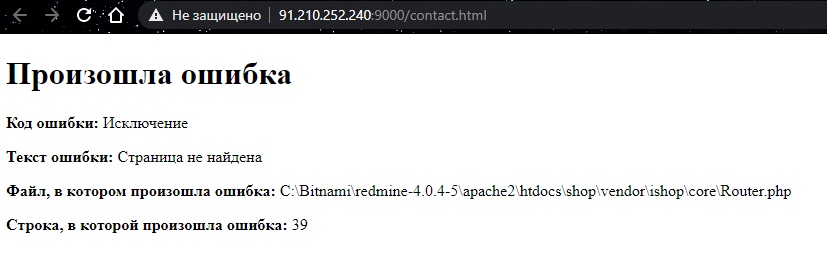 Не защищено | 91.210.252.240:9000/contact.html
Произошла ошибка
Код ошибки: Исключение
Текст ошибки: Страница не найдена
Файл, в котором произошла ошибка: C:\Bitnami\redmine-4.0.4-5\apache2\htdocs\shop\vendor\ishop\core\Router.php
Строка, в которой произошла ошибка: 39